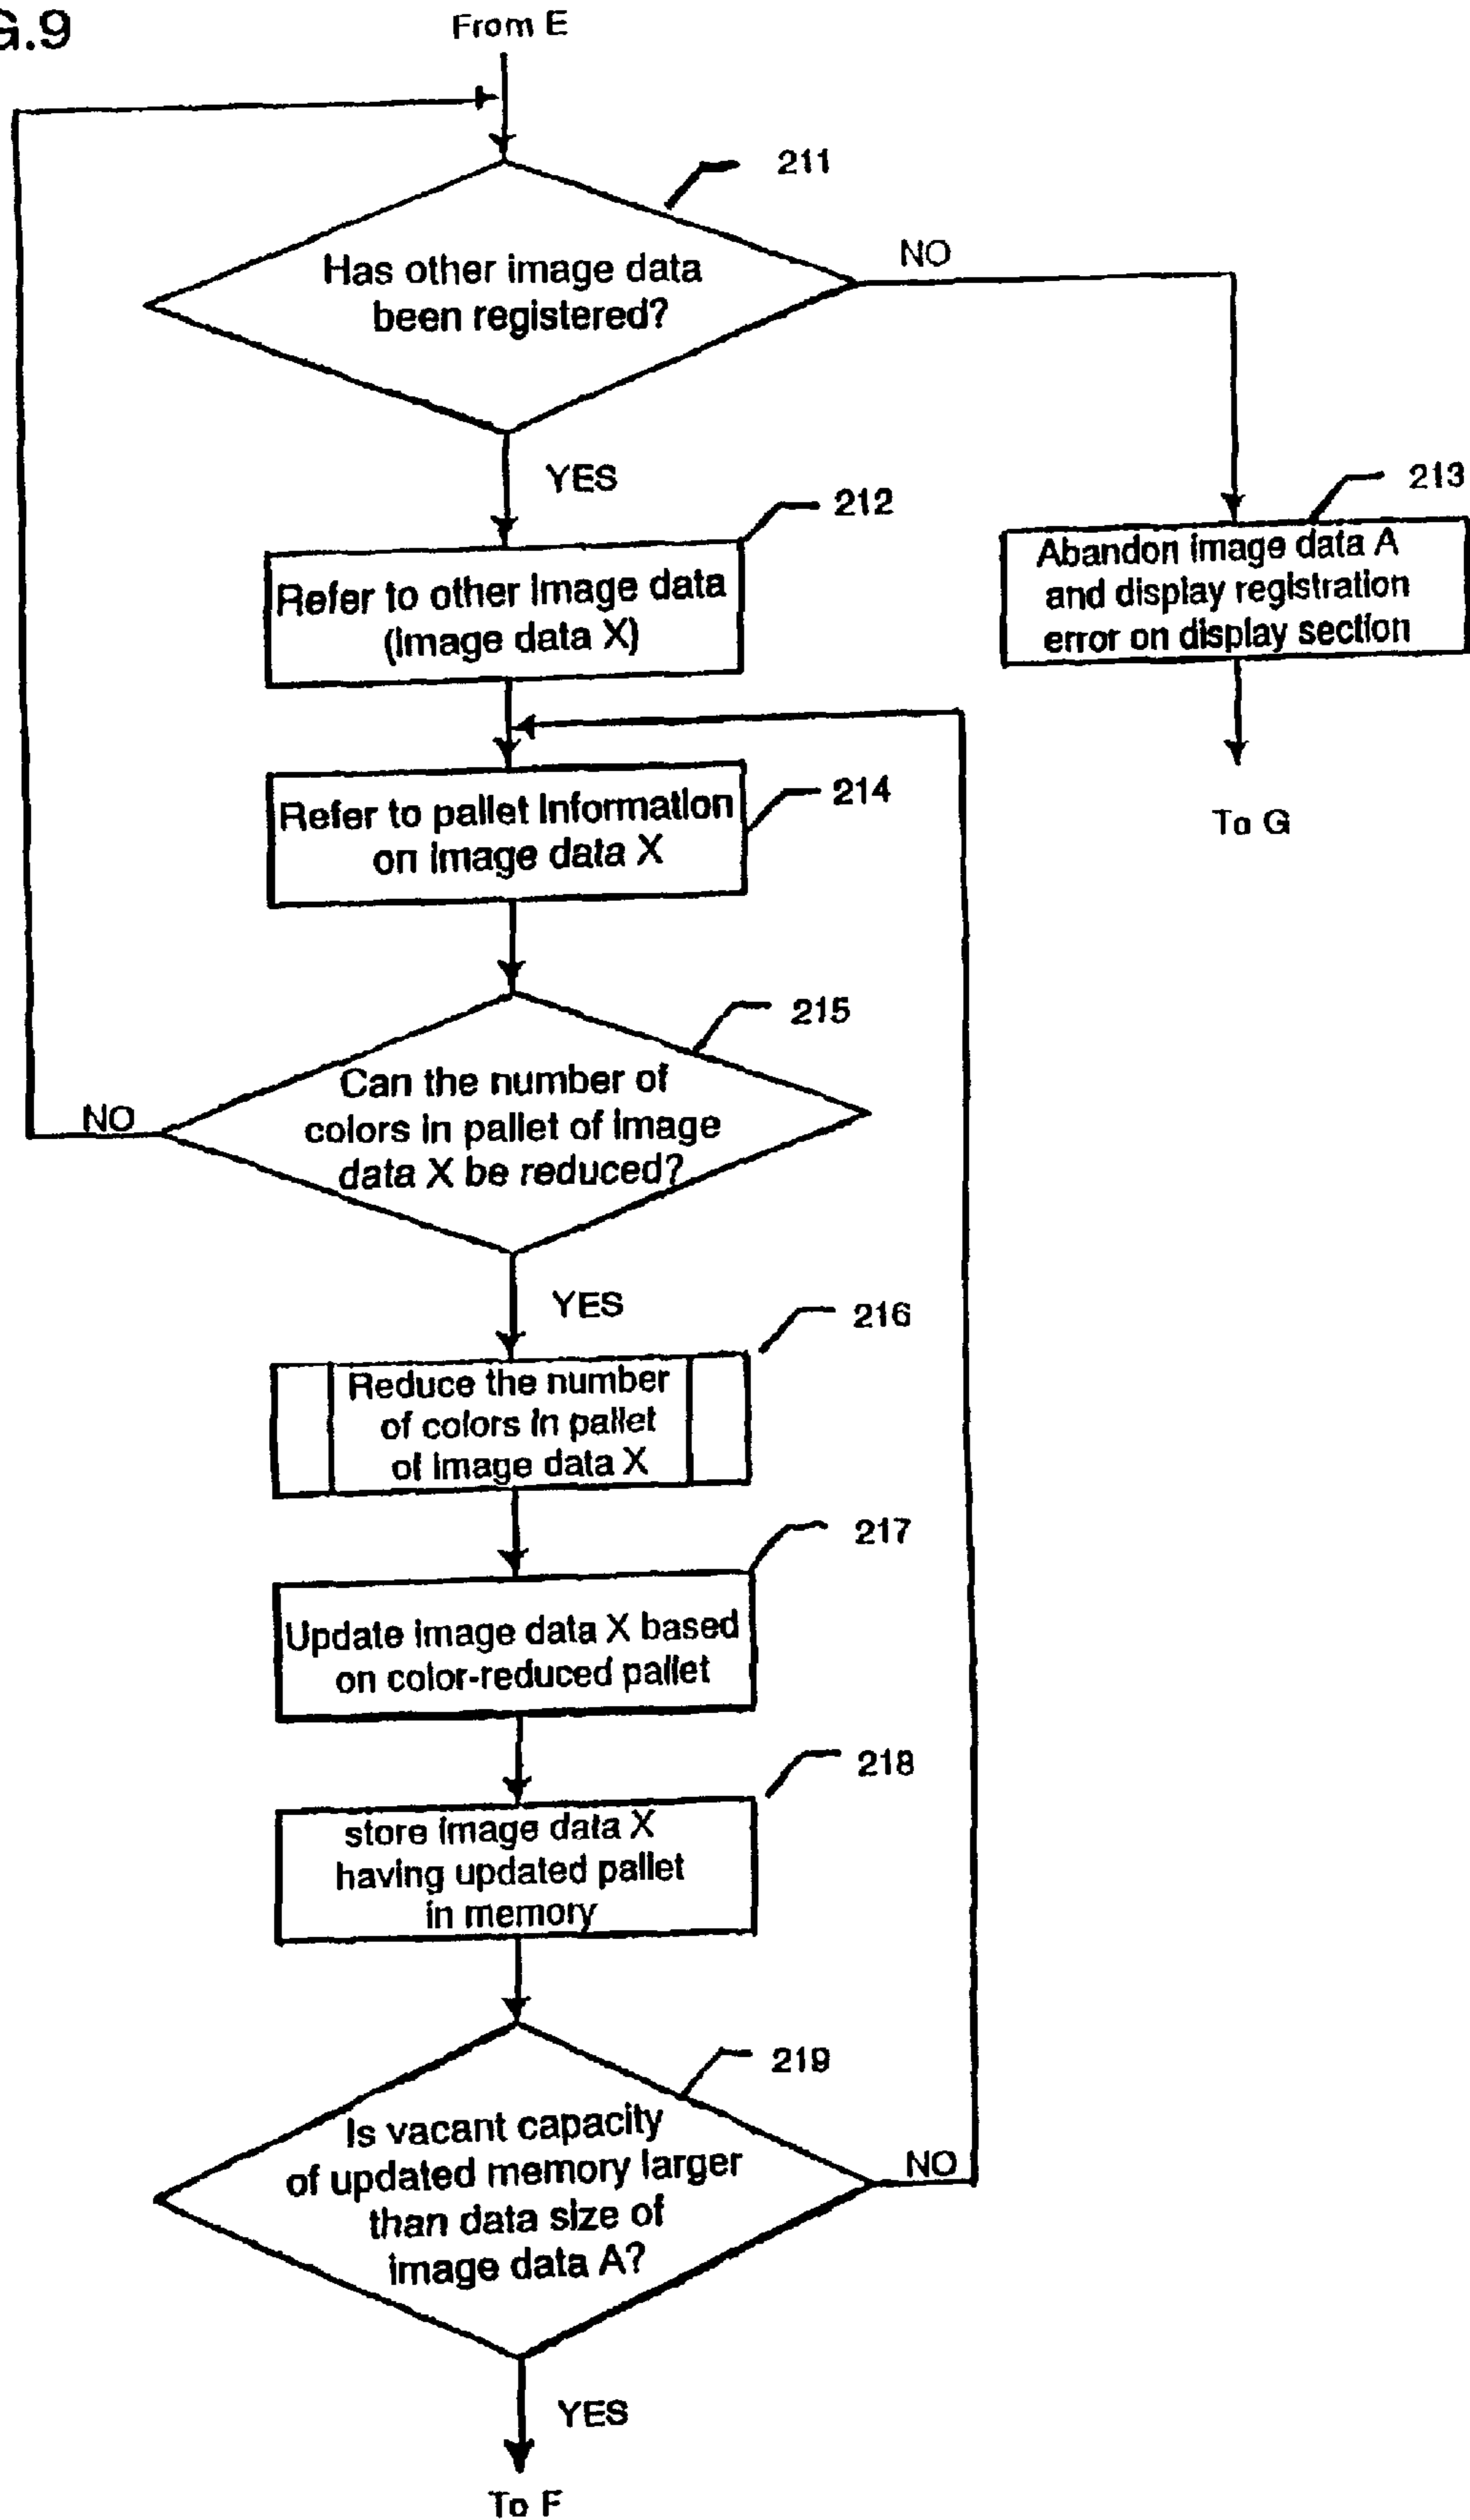 G.9
From E
211
Has other image data
been registered?
NO
YES
212
Refer to other image data
(image data X)
213
Abandon image data A
and display registration
error on display section
To G
214
Refer to pallet information
on image data X
215
Can the number of
colors in pallet of image
data X be reduced?
NO
YES
216
Reduce the number
of colors in pallet
of image data X
217
Update image data X based
on color-reduced pallet
218
store image data X
having updated pallet
in memory
219
Is vacant capacity
of updated memory larger
than data size of
image data A?
NO
YES
To F